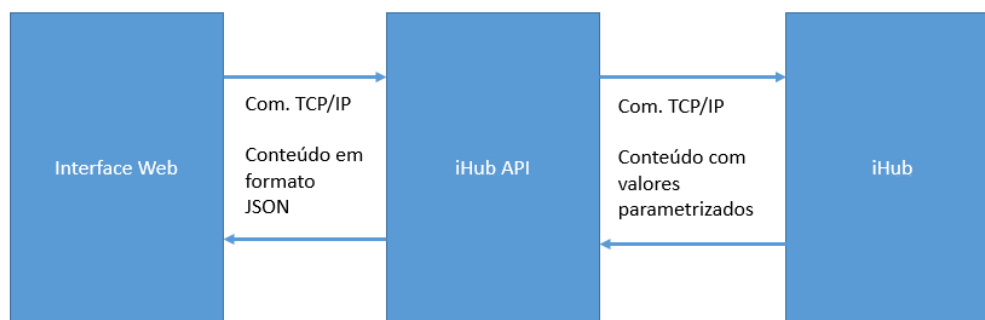 Interface Web
Com. TCP/IP
Conteúdo em
formato
JSON
iHub API
Com. TCP/IP
Conteúdo com
valores
parametrizados
iHub